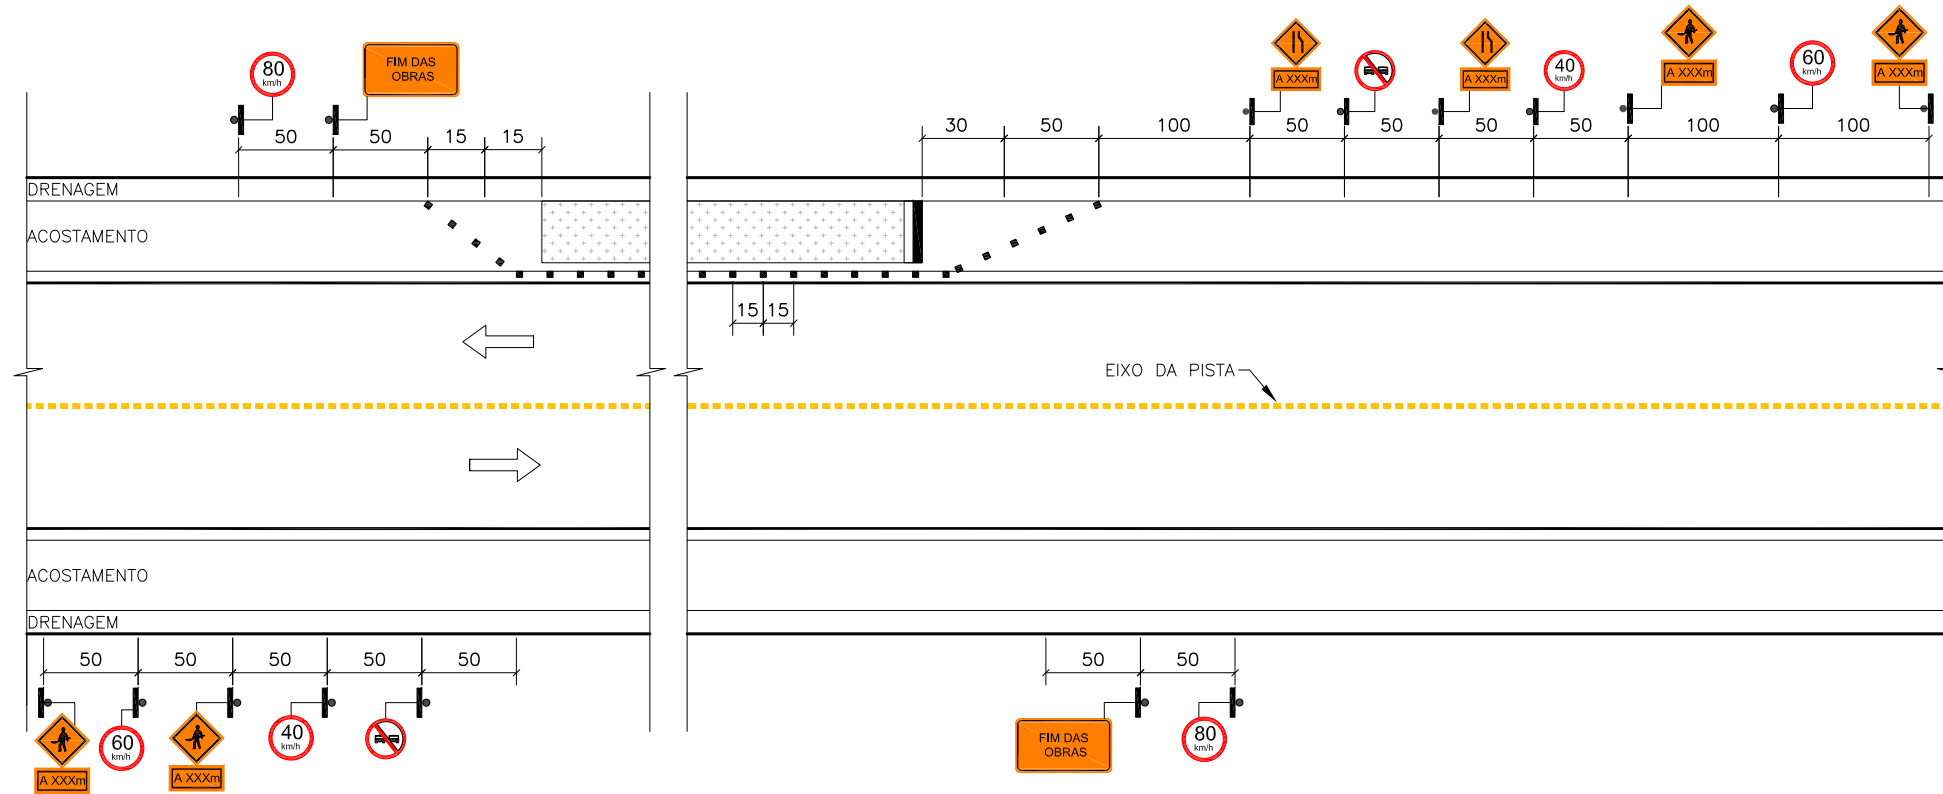 80
km/h
FIM DAS
OBRAS
A XXXm
A XXXm
40
km/h
A XXXm
60
km/h
A XXXm
50
50
15
15
30
50
100
50
50
50
50
100
100
DRENAGEM
ACOSTAMENTO
15
15
EIXO DA PISTA
ACOSTAMENTO
DRENAGEM
50
50
50
50
50
50
50
60
km/h
40
km/h
A XXXm
A XXXm
FIM DAS
OBRAS
80
km/h